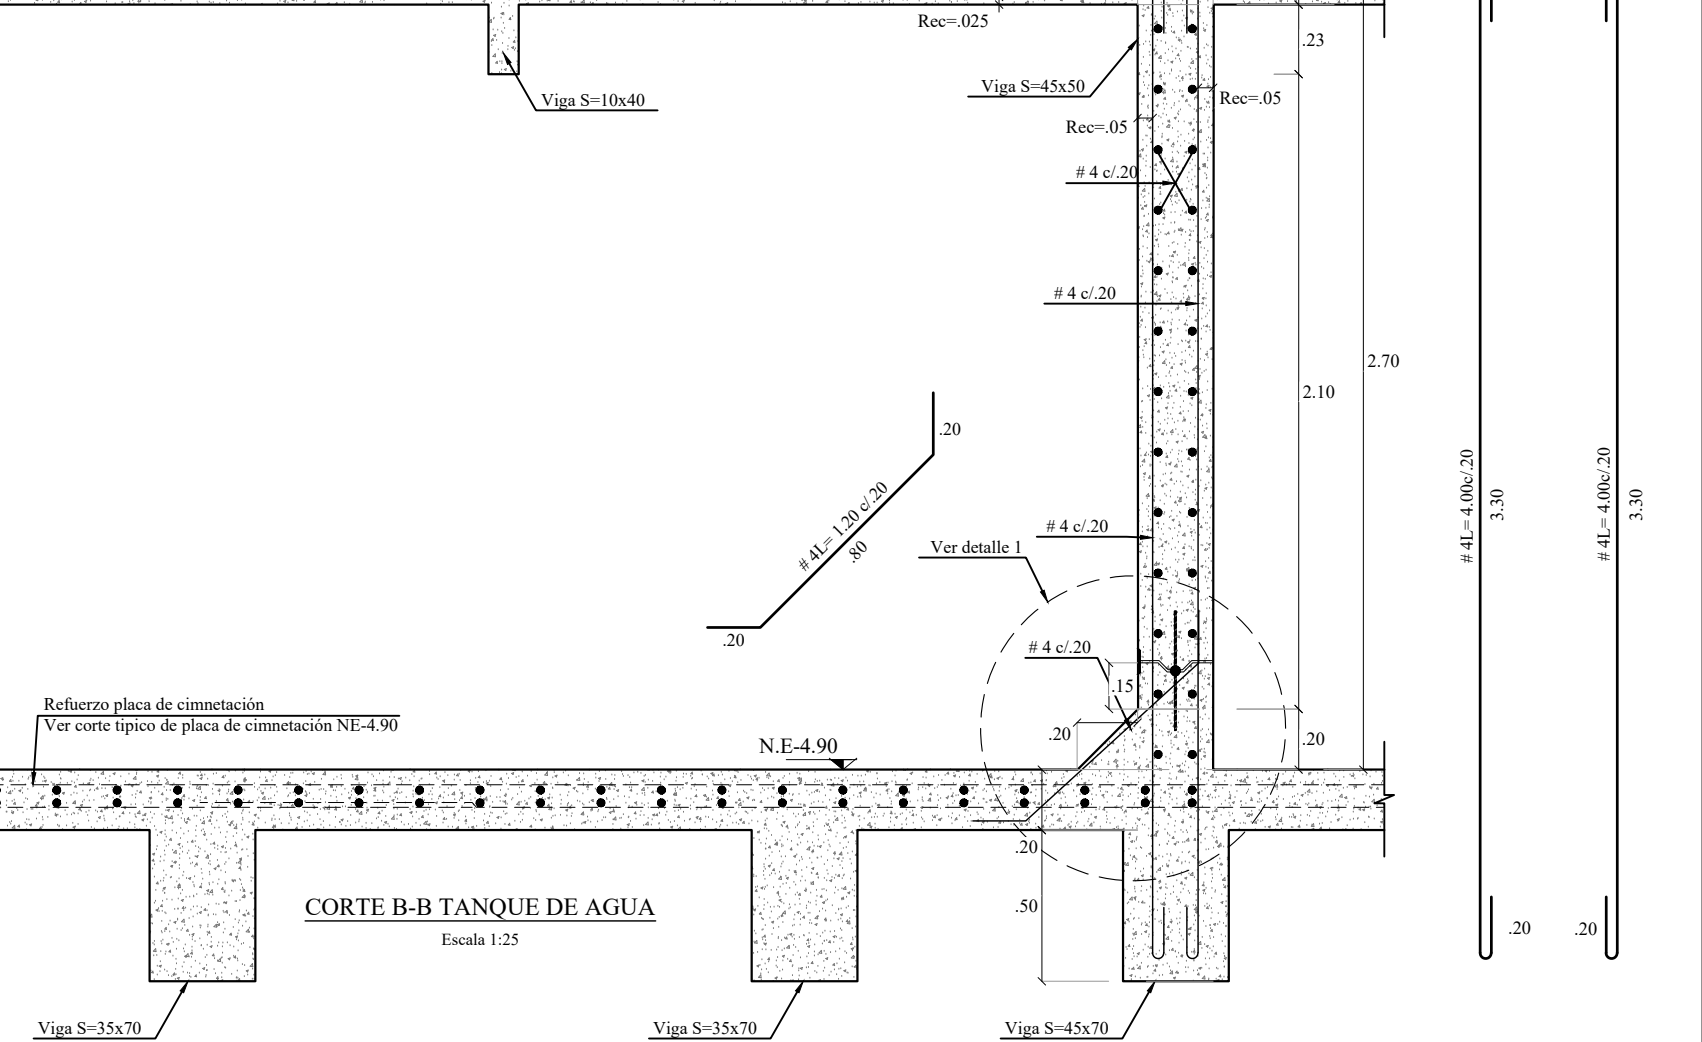 Rec=.025
.23
Viga S=10x40
Viga S=45x50
Rec=.05
Rec=.05
# 4 c/.20
# 4 c/.20
2.70
2.10
.20
# 4L= 1.20 c/.20
.80
.20
# 4L= 4.00c/.20
3.30
# 4L= 4.00c/.20
3.30
# 4 c/.20
Ver detalle 1
# 4 c/.20
.15
.20
.20
Refuerzo placa de cimnetación
Ver corte tipico de placa de cimnetación NE-4.90
N.E-4.90
.20
.50
CORTE B-B TANQUE DE AGUA
Escala 1:25
.20
.20
Viga S=35x70
Viga S=35x70
Viga S=45x70